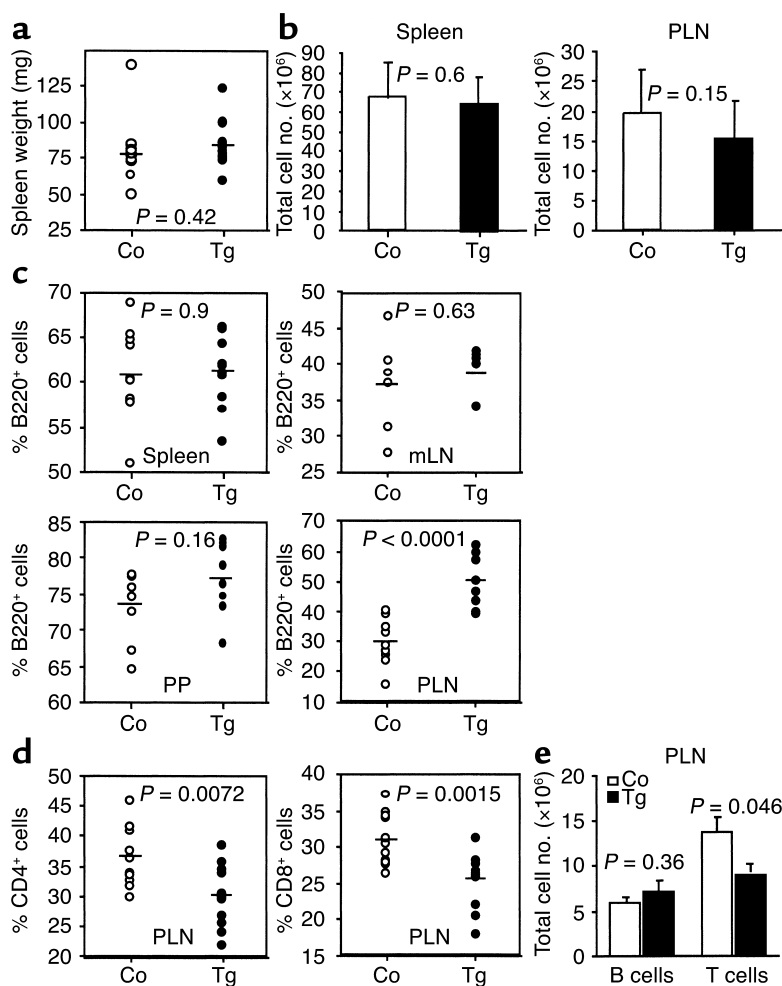 a
Spleen weight (mg)
125
100
75
50
25
P = 0.42
Co Tg
b
Spleen
Total cell no. (×10⁶)
90
80
70
60
50
40
30
20
10
0
P = 0.6
Co Tg
PLN
Total cell no. (×10⁶)
30
25
20
15
10
5
0
P = 0.15
Co Tg
c
% B220⁺ cells
70
65
60
55
50
P = 0.9
Spleen
Co Tg
% B220⁺ cells
50
45
40
35
30
25
P = 0.63
mLN
Co Tg
% B220⁺ cells
85
80
75
70
65
60
P = 0.16
PP
Co Tg
% B220⁺ cells
70
60
50
40
30
20
10
P < 0.0001
PLN
Co Tg
d
% CD4⁺ cells
50
45
40
35
30
25
20
P = 0.0072
PLN
Co Tg
% CD8⁺ cells
40
35
30
25
20
15
P = 0.0015
PLN
Co Tg
e
PLN
Total cell no. (×10⁶)
20
15
10
5
0
Co
Tg
P = 0.36
P = 0.046
B cells T cells